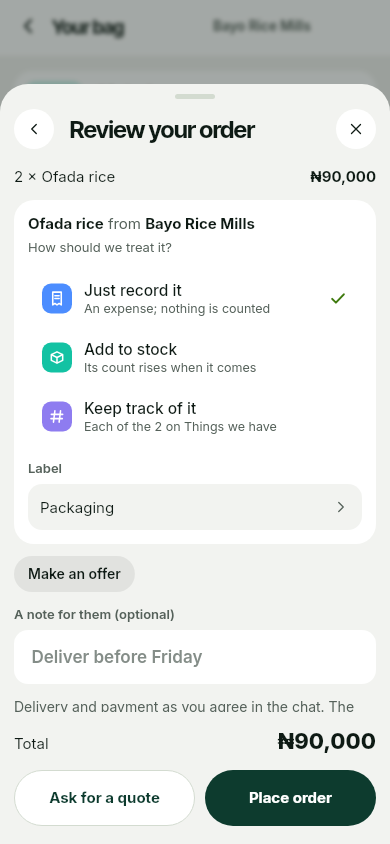 Your bag
Bayo Rice Mills
Review your order
2 × Ofada rice
₦90,000
Ofada rice from Bayo Rice Mills
How should we treat it?
Just record it
An expense; nothing is counted
Add to stock
Its count rises when it comes
Keep track of it
Each of the 2 on Things we have
Label
Packaging
Make an offer
A note for them (optional)
Deliver before Friday
Delivery and payment as you agree in the chat. The
Total
₦90,000
Ask for a quote
Place order